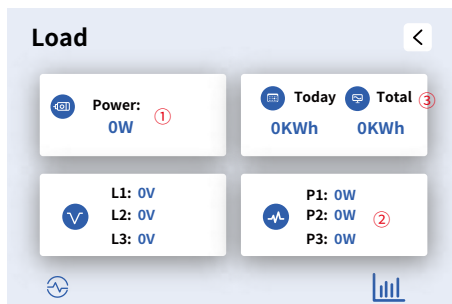 Load
Power:
0W
①
Today Total ③
0KWh 0KWh
L1: 0V
L2: 0V
L3: 0V
P1: 0W
P2: 0W ②
P3: 0W